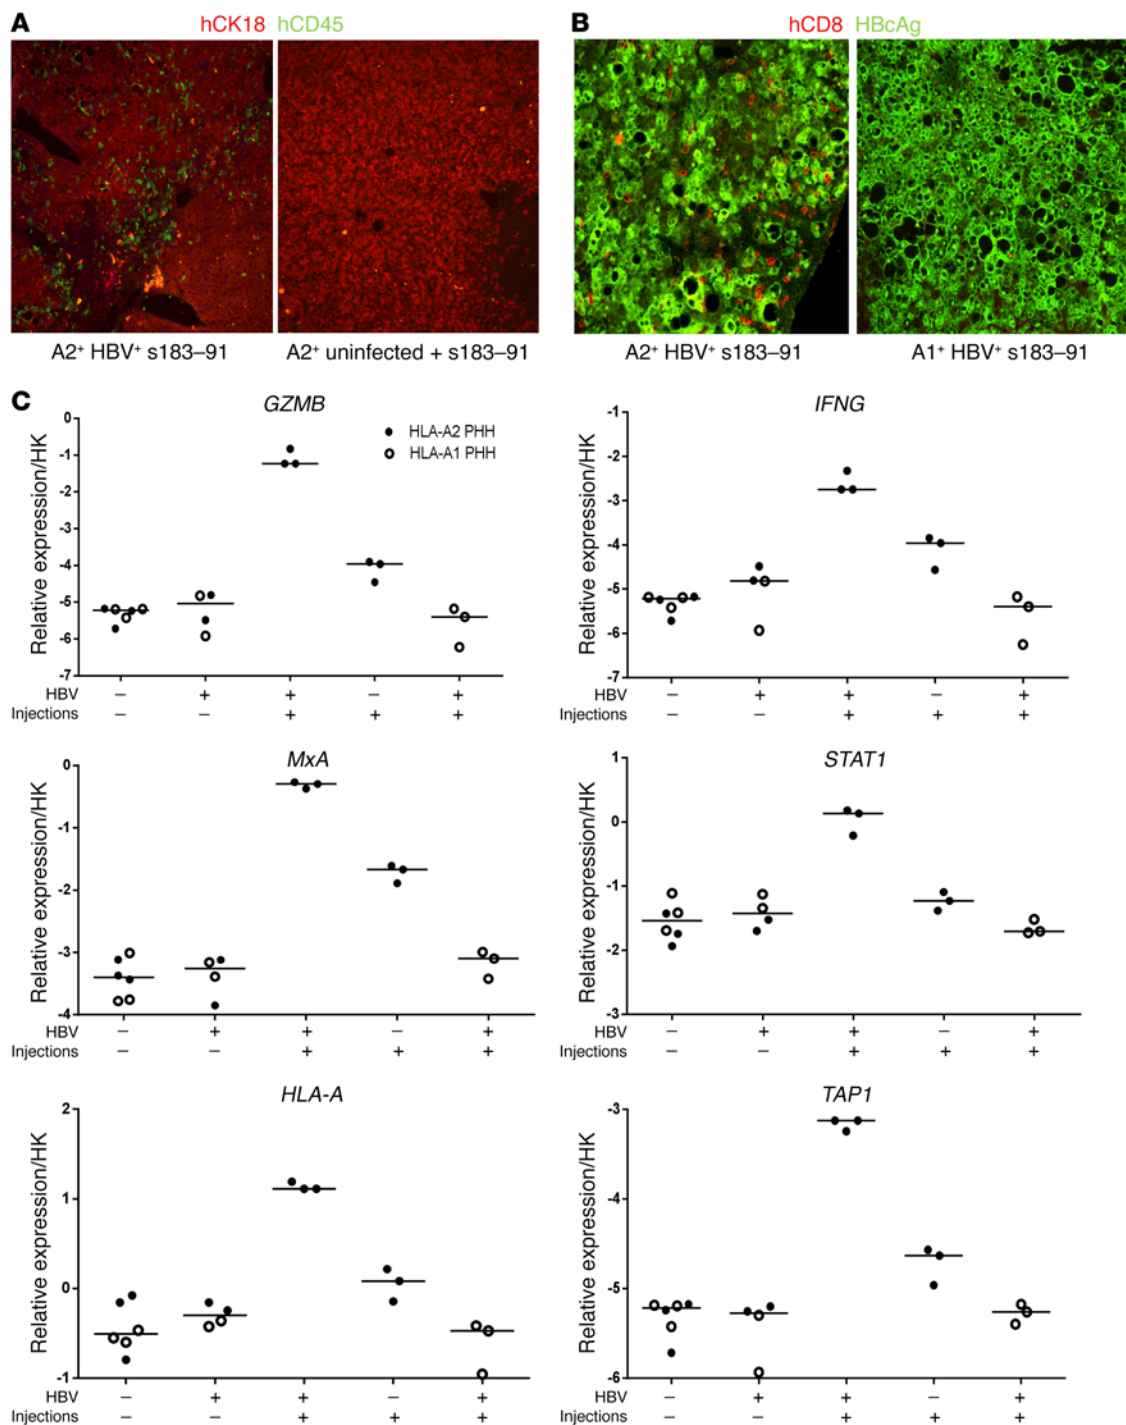 A hCK18 hCD45
B hCD8 HBcAg
A2+ HBV+ s183–91
A2+ uninfected + s183–91
A2+ HBV+ s183–91
A1+ HBV+ s183–91
C
GZMB
Relative expression/HK
0
-1
-2
-3
-4
-5
-6
-7
HLA-A2 PHH
HLA-A1 PHH
HBV – + + – +
Injections – – + + +
IFNG
Relative expression/HK
-1
-2
-3
-4
-5
-6
-7
HBV – + + – +
Injections – – + + +
MxA
Relative expression/HK
0
-1
-2
-3
-4
HBV – + + – +
Injections – – + + +
STAT1
Relative expression/HK
1
0
-1
-2
-3
HBV – + + – +
Injections – – + + +
HLA-A
Relative expression/HK
2
1
0
-1
HBV – + + – +
Injections – – + + +
TAP1
Relative expression/HK
-3
-4
-5
-6
HBV – + + – +
Injections – – + + +